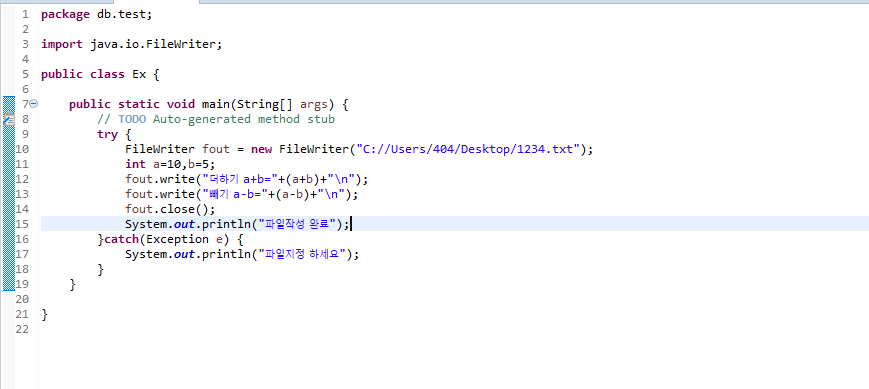 1 package db.test;
2
3 import java.io.FileWriter;
4
5 public class Ex {
6
7 public static void main(String[] args) {
8 // TODO Auto-generated method stub
9 try {
10 FileWriter fout = new FileWriter("C://Users/404/Desktop/1234.txt");
11 int a=10,b=5;
12 fout.write("더하기 a+b="+(a+b)+"\n");
13 fout.write("빼기 a-b="+(a-b)+"\n");
14 fout.close();
15 System.out.println("파일작성 완료");
16 }catch(Exception e) {
17 System.out.println("파일지정 하세요");
18 }
19 }
20
21 }
22